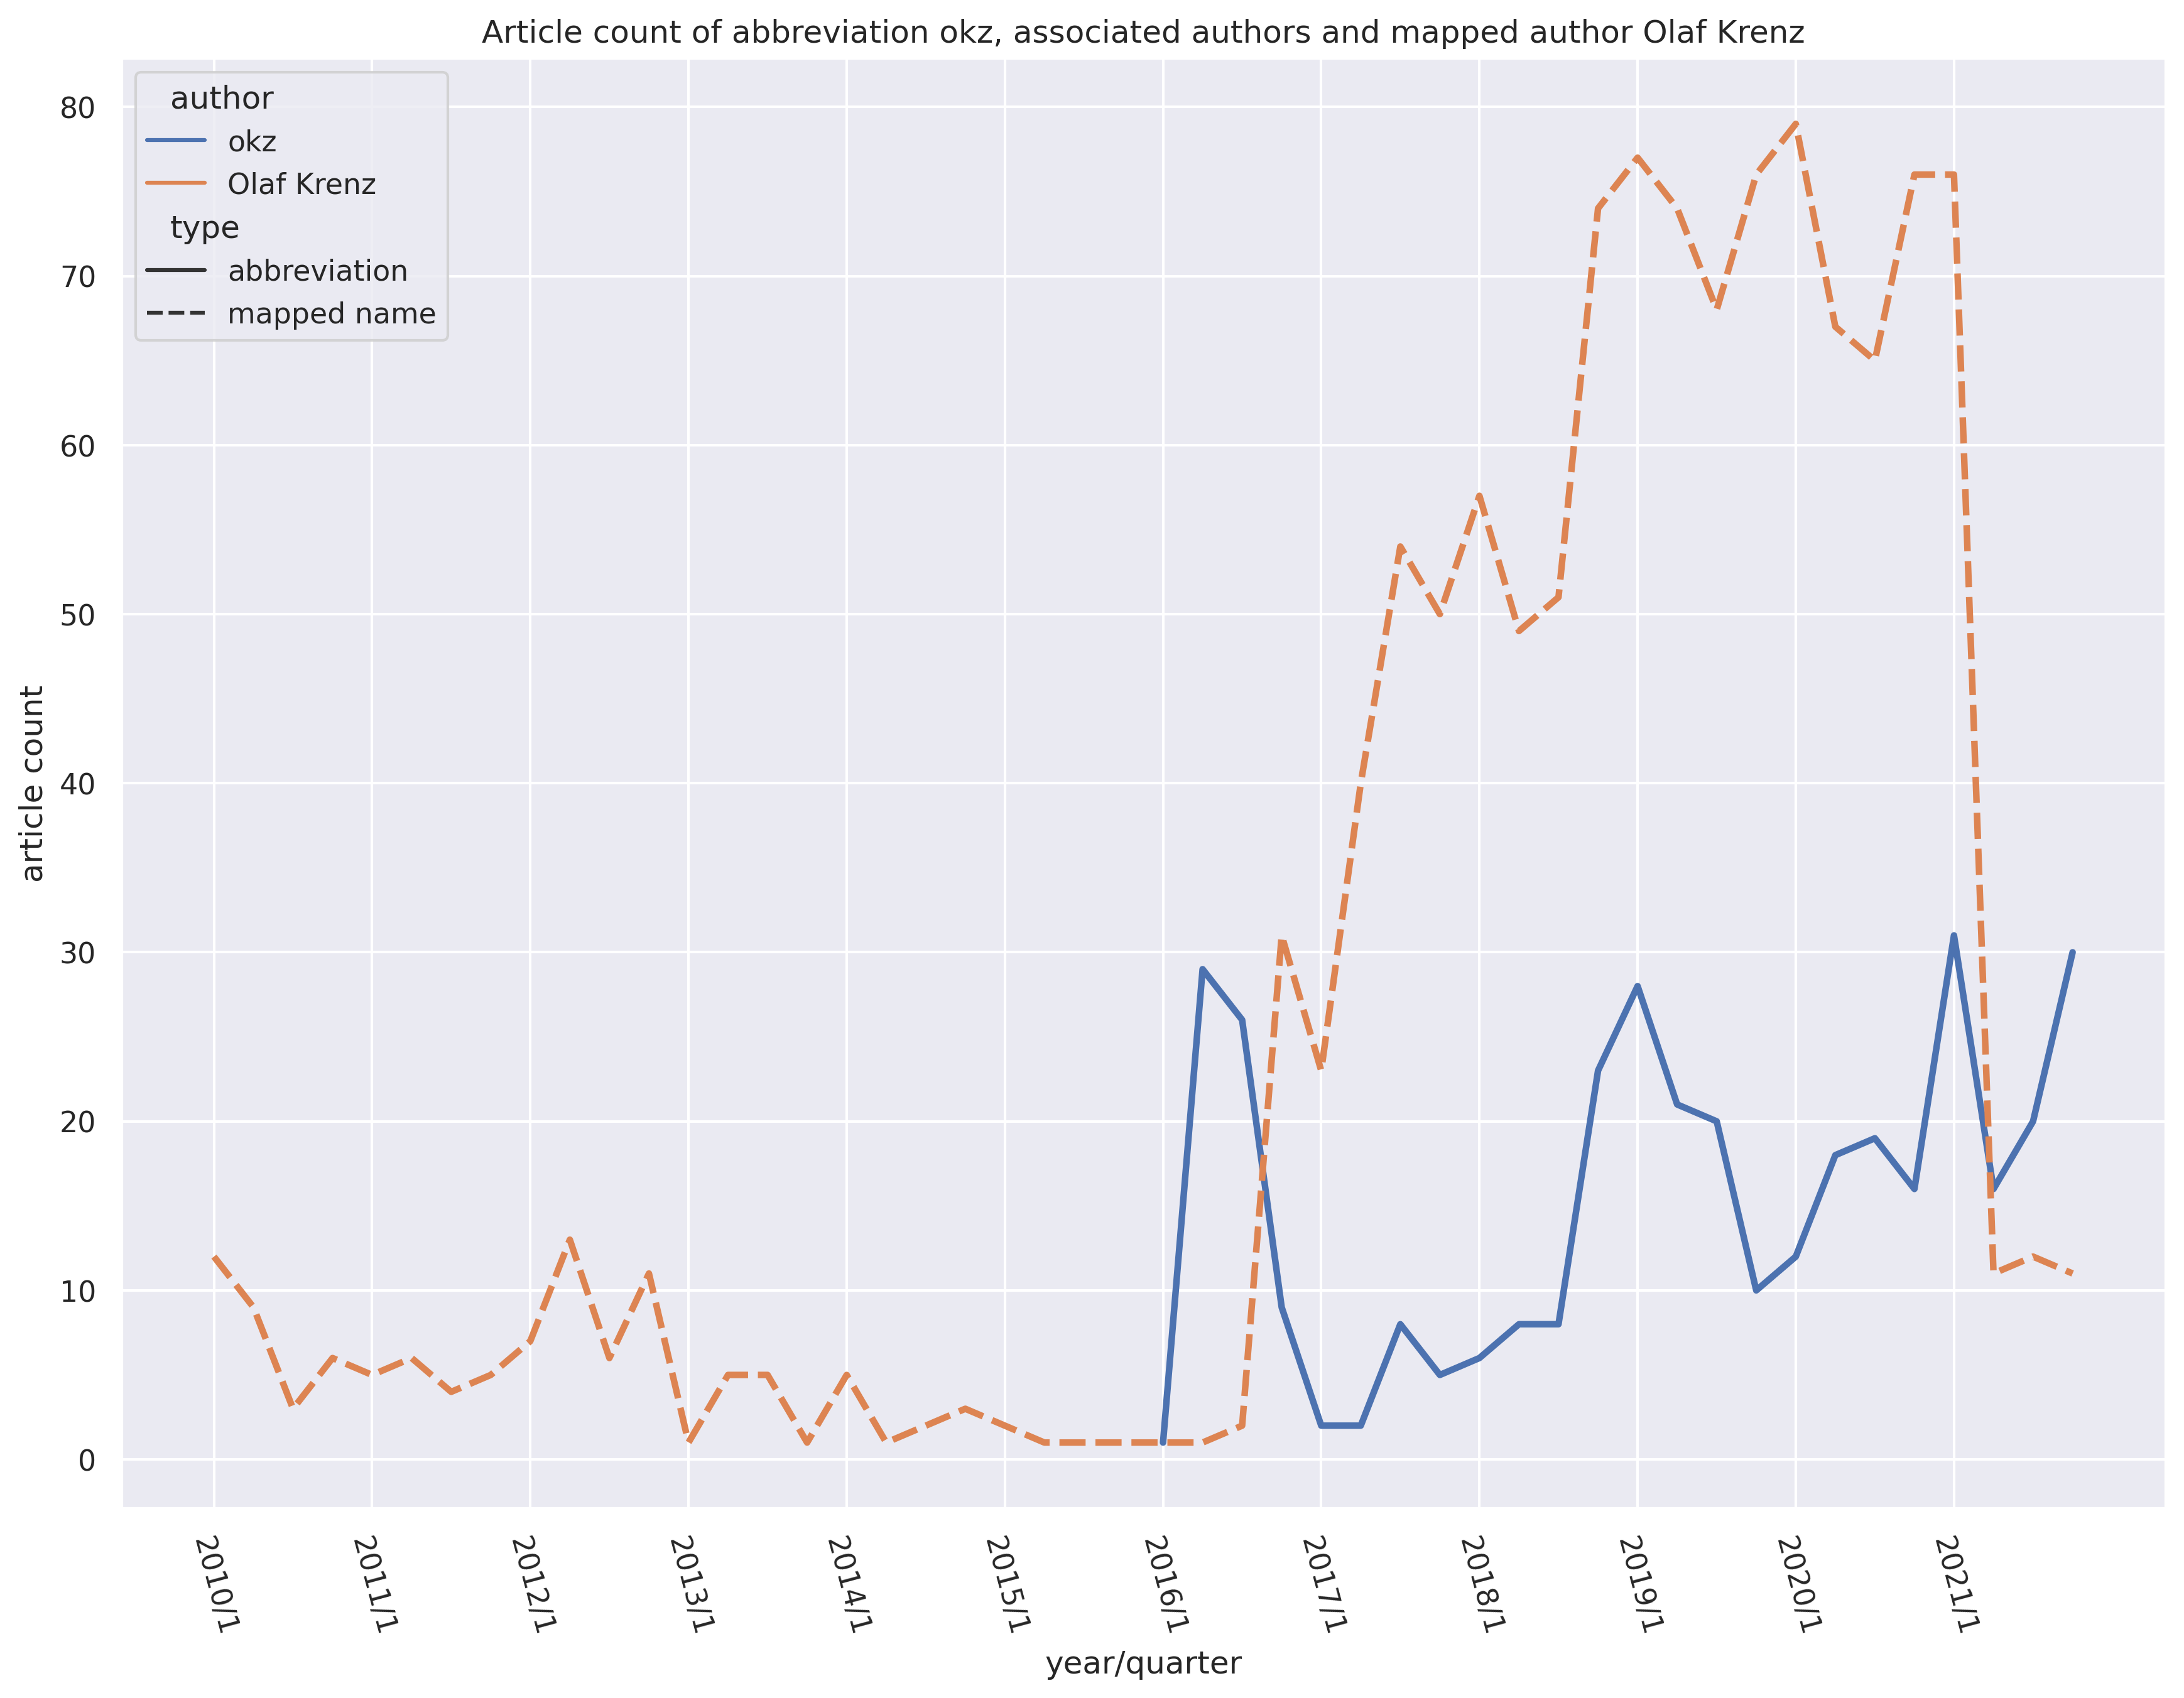 Article count of abbreviation okz, associated authors and mapped author Olaf Krenz
author
okz
Olaf Krenz
type
abbreviation
mapped name
80
70
60
50
40
30
20
10
0
article count
2010/1
2011/1
2012/1
2013/1
2014/1
2015/1
2016/1
2017/1
2018/1
2019/1
2020/1
2021/1
year/quarter